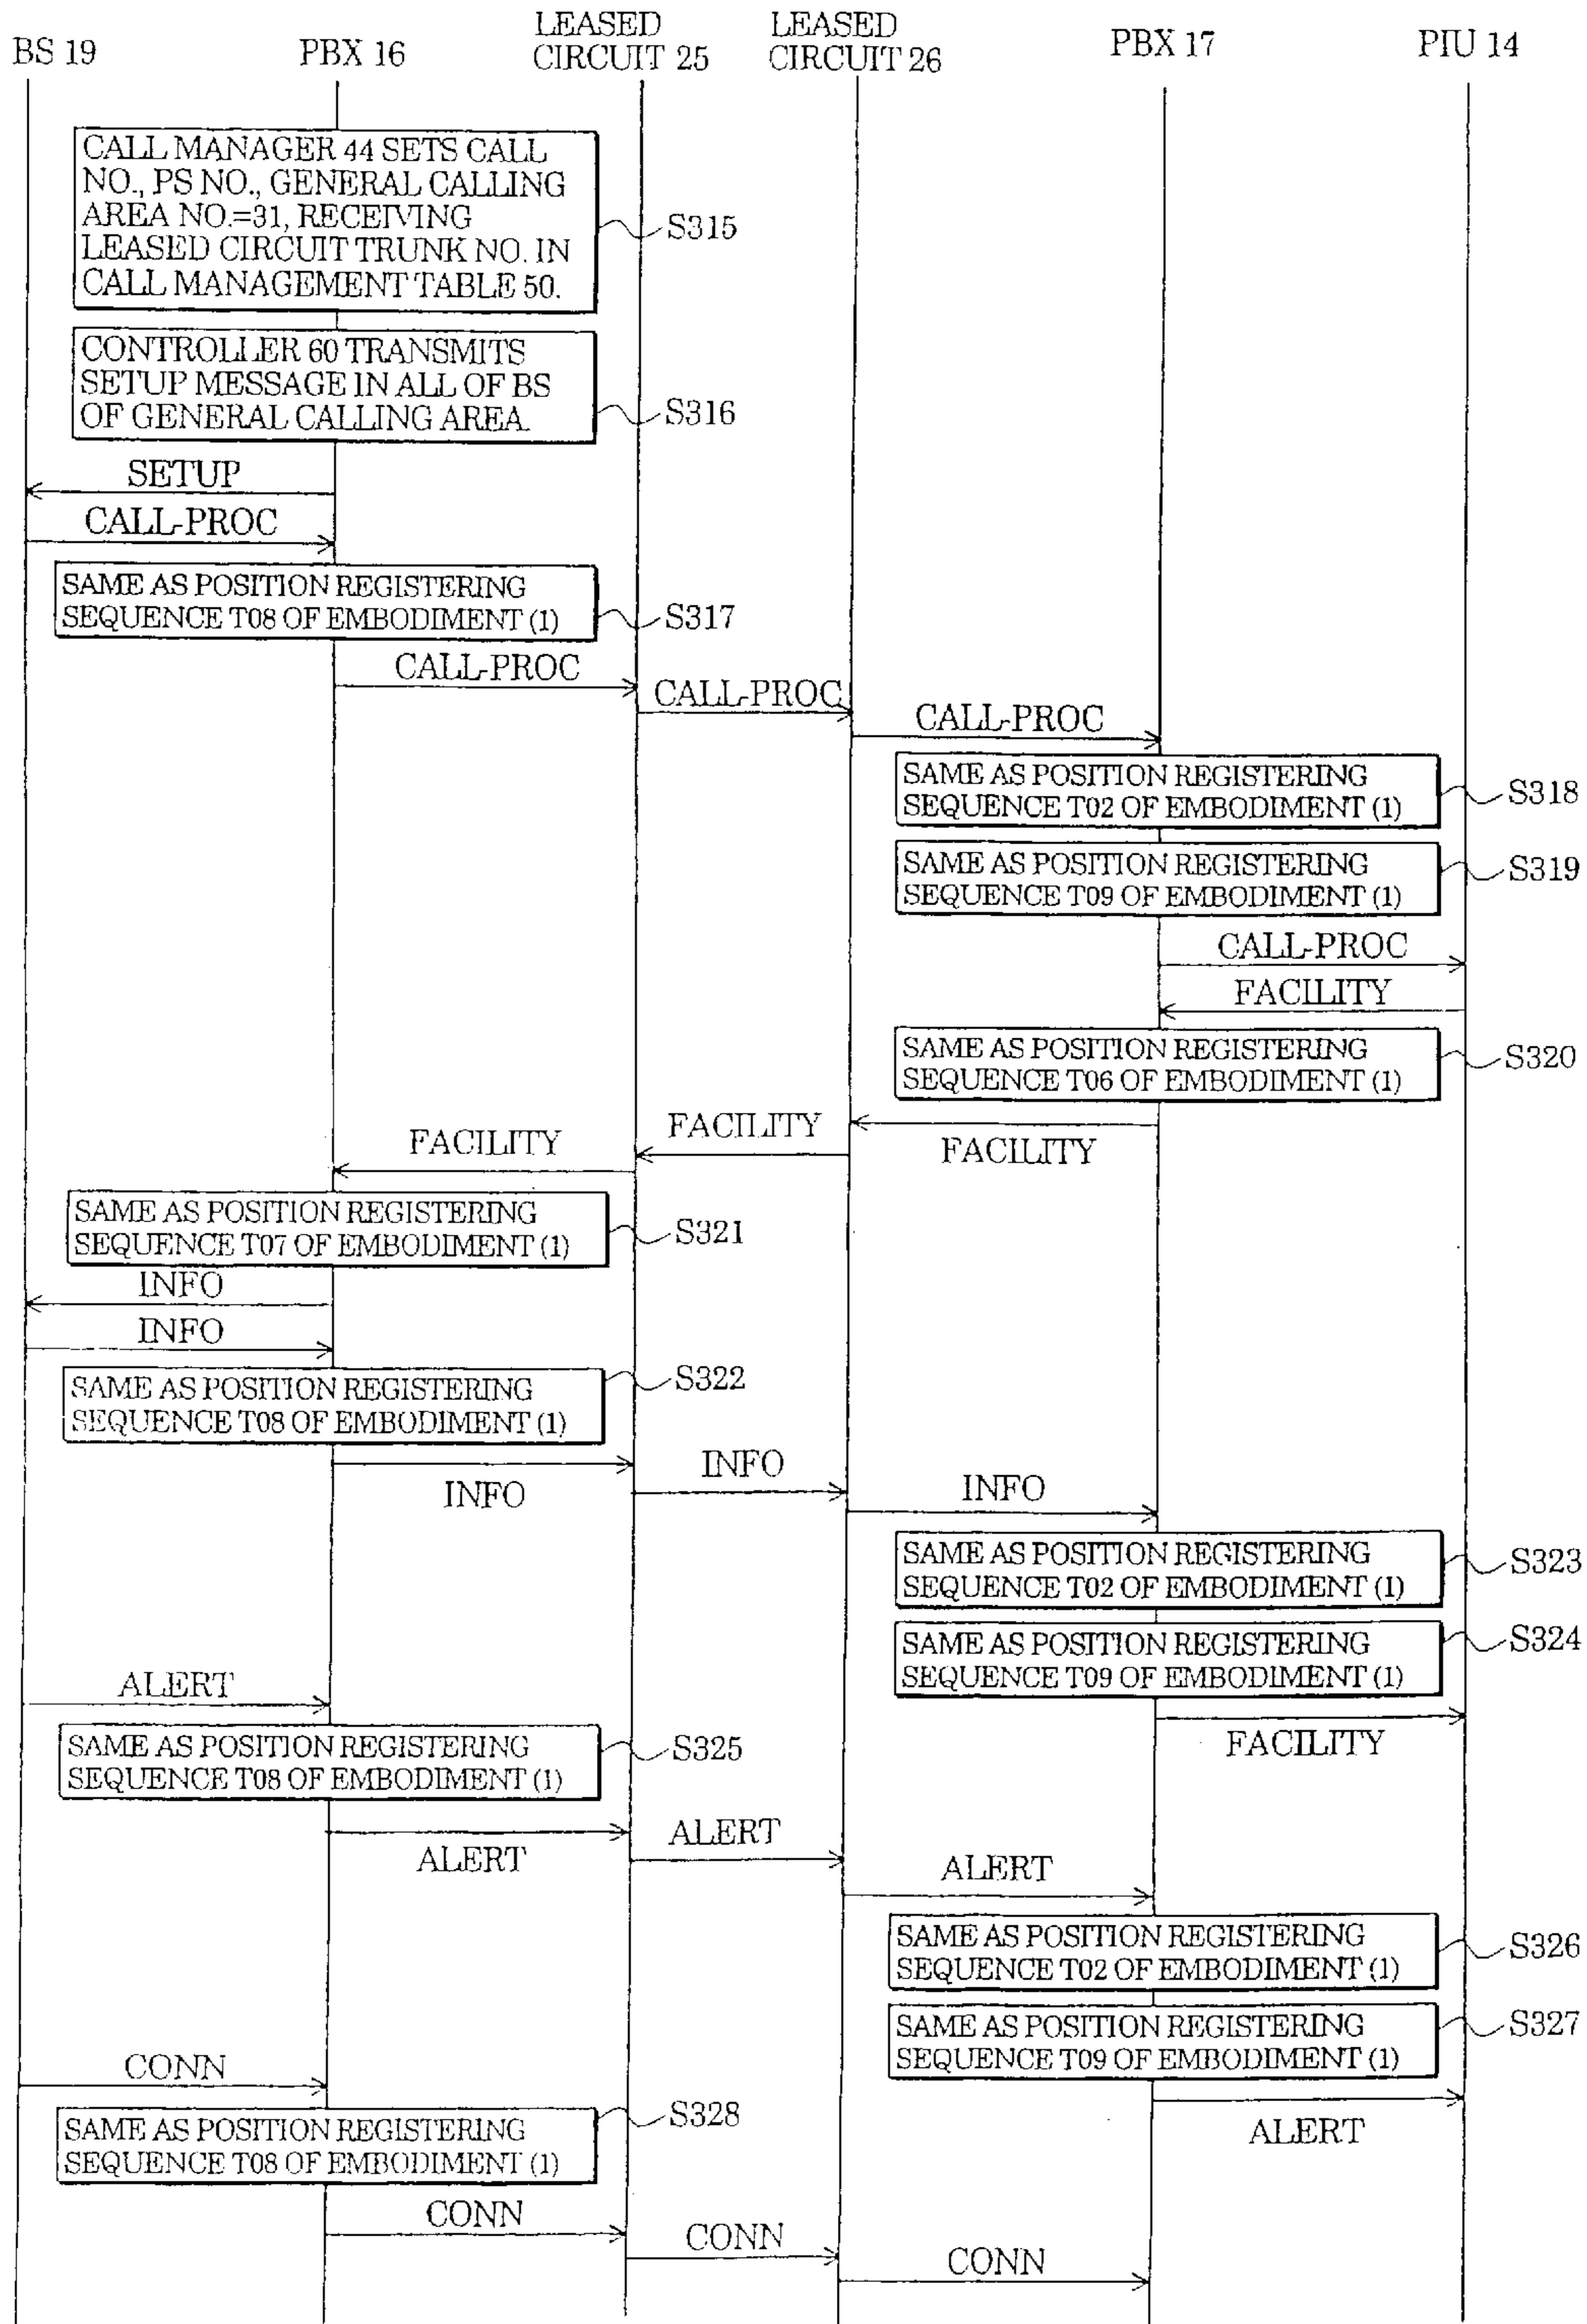 BS 19
PBX 16
LEASED
CIRCUIT 25
LEASED
CIRCUIT 26
PBX 17
PIU 14
CALL MANAGER 44 SETS CALL
NO., PS NO., GENERAL CALLING
AREA NO.=31, RECEIVING
LEASED CIRCUIT TRUNK NO. IN
CALL MANAGEMENT TABLE 50.
S315
CONTROLLER 60 TRANSMITS
SETUP MESSAGE IN ALL OF BS
OF GENERAL CALLING AREA.
S316
SETUP
CALL-PROC
SAME AS POSITION REGISTERING
SEQUENCE T08 OF EMBODIMENT (1)
S317
CALL-PROC
CALL-PROC
CALL-PROC
SAME AS POSITION REGISTERING
SEQUENCE T02 OF EMBODIMENT (1)
S318
SAME AS POSITION REGISTERING
SEQUENCE T09 OF EMBODIMENT (1)
S319
CALL-PROC
FACILITY
SAME AS POSITION REGISTERING
SEQUENCE T06 OF EMBODIMENT (1)
S320
FACILITY
FACILITY
FACILITY
SAME AS POSITION REGISTERING
SEQUENCE T07 OF EMBODIMENT (1)
S321
INFO
INFO
SAME AS POSITION REGISTERING
SEQUENCE T08 OF EMBODIMENT (1)
S322
INFO
INFO
INFO
SAME AS POSITION REGISTERING
SEQUENCE T02 OF EMBODIMENT (1)
S323
SAME AS POSITION REGISTERING
SEQUENCE T09 OF EMBODIMENT (1)
S324
ALERT
FACILITY
SAME AS POSITION REGISTERING
SEQUENCE T08 OF EMBODIMENT (1)
S325
ALERT
ALERT
ALERT
SAME AS POSITION REGISTERING
SEQUENCE T02 OF EMBODIMENT (1)
S326
SAME AS POSITION REGISTERING
SEQUENCE T09 OF EMBODIMENT (1)
S327
CONN
ALERT
SAME AS POSITION REGISTERING
SEQUENCE T08 OF EMBODIMENT (1)
S328
CONN
CONN
CONN